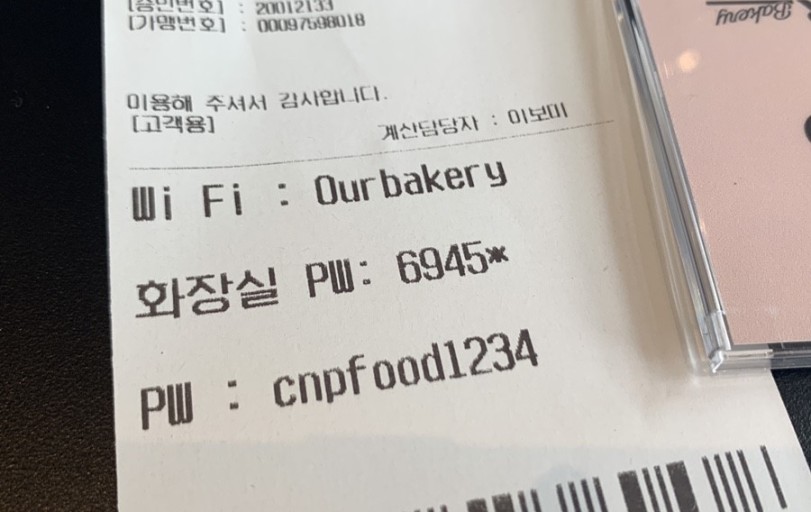 [승인번호] : 20012133
[가맹번호] : 00097598018
이용해 주셔서 감사합니다.
[고객용]
계산담당자 : 이보미
Wi Fi : Ourbakery
화장실 PW: 6945*
PW : cnpfood1234
Bakery